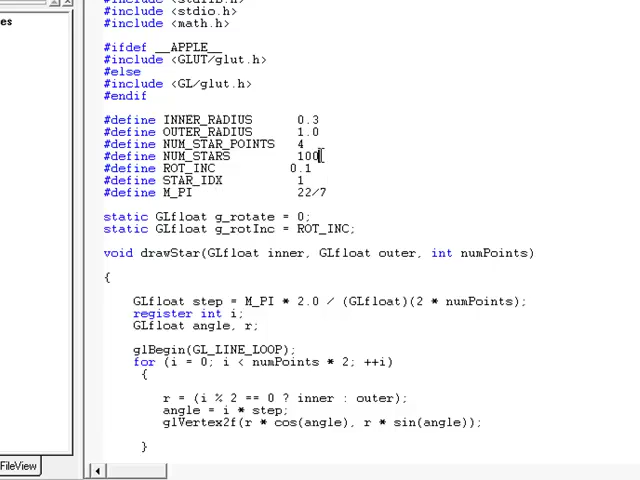 #include <stdlib.h>
#include <stdio.h>
#include <math.h>
#ifdef __APPLE__
#include <GLUT/glut.h>
#else
#include <GL/glut.h>
#endif
#define INNER_RADIUS 0.3
#define OUTER_RADIUS 1.0
#define NUM_STAR_POINTS 4
#define NUM_STARS 100
#define ROT_INC 0.1
#define STAR_IDX 1
#define M_PI 22/7
static GLfloat g_rotate = 0;
static GLfloat g_rotInc = ROT_INC;
void drawStar(GLfloat inner, GLfloat outer, int numPoints)
{
GLfloat step = M_PI * 2.0 / (GLfloat)(2 * numPoints);
register int i;
GLfloat angle, r;
glBegin(GL_LINE_LOOP);
for (i = 0; i < numPoints * 2; ++i)
{
r = (i % 2 == 0 ? inner : outer);
angle = i * step;
glVertex2f(r * cos(angle), r * sin(angle));
}
FileView